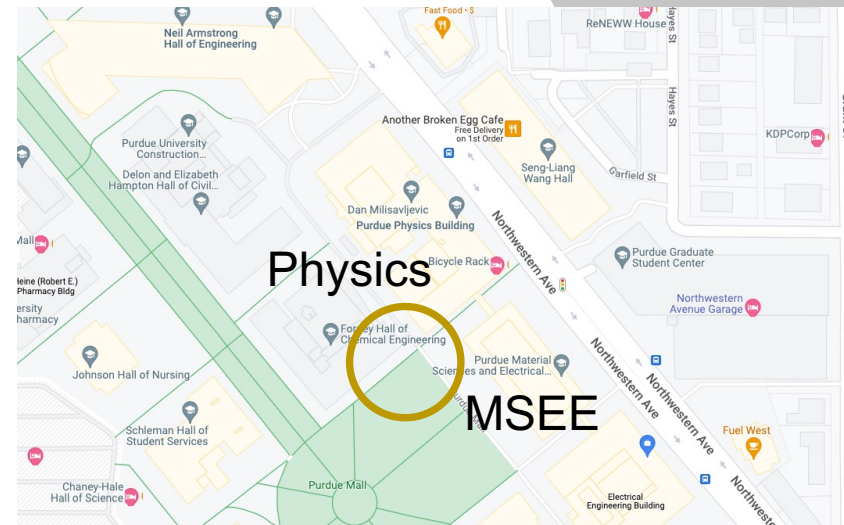 Fast Food · $
ReNEWW House
Hayes St
Neil Armstrong
Hall of Engineering
Hayes St
Another Broken Egg Cafe
Free Delivery
on 1st Order
KDPCorp
Purdue University
Construction...
Delon and Elizabeth
Hampton Hall of Civil...
Seng-Liang
Wang Hall
Garfield St
Dan Milisavljevic
Purdue Physics Building
Northwestern Ave
Mall
Physics
Bicycle Rack
Purdue Graduate
Student Center
Heine (Robert E.)
Pharmacy Bldg
Northwestern
Avenue Garage
Forney Hall of
Chemical Engineering
Johnson Hall of Nursing
Purdue Material
Sciences and Electrical...
Northwestern Ave
Northwestern Ave
MSEE
Schleman Hall of
Student Services
Fuel West
Chaney-Hale
Hall of Science
Purdue Mall
Electrical
Engineering Building